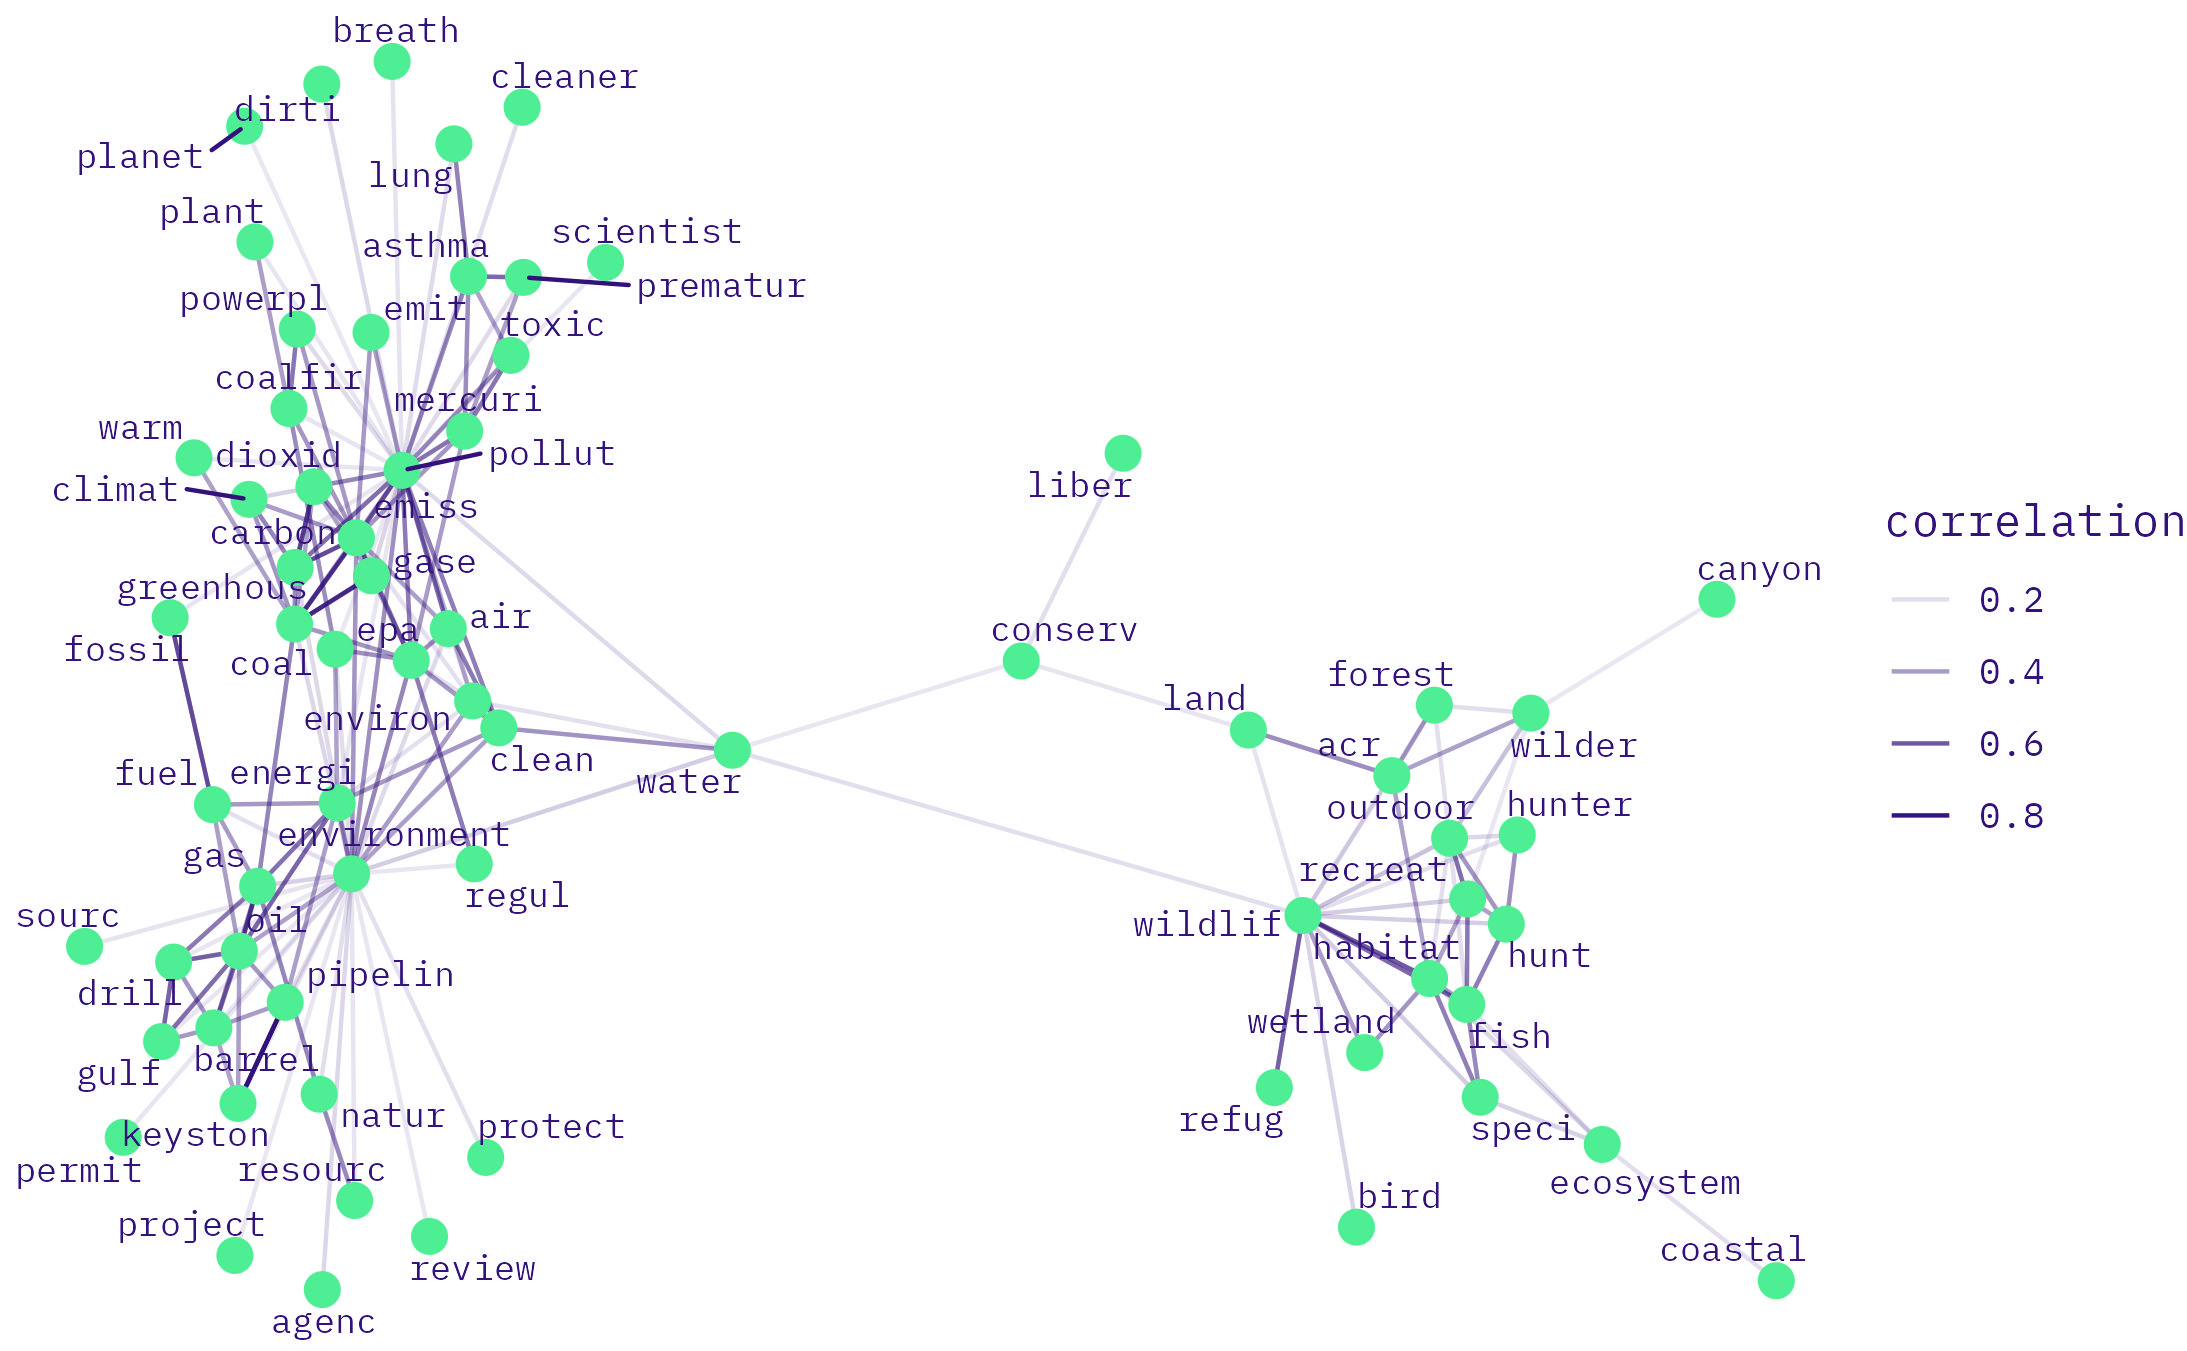 breath
cleaner
dirti
planet
lung
plant
scientist
asthma
prematur
powerpl
emit
toxic
coalfir
mercuri
warm
dioxid
pollut
climat
emiss
carbon
gase
greenhous
air
epa
fossil
coal
environ
clean
fuel
energi
water
environment
gas
regul
sourc
oil
pipelin
drill
barrel
gulf
natur
keyston
protect
permit
resourc
project
review
agenc
liber
conserv
land
forest
canyon
acr
wilder
outdoor
hunter
recreat
wildlif
habitat
hunt
wetland
fish
refug
speci
ecosystem
bird
coastal
correlation
0.2
0.4
0.6
0.8